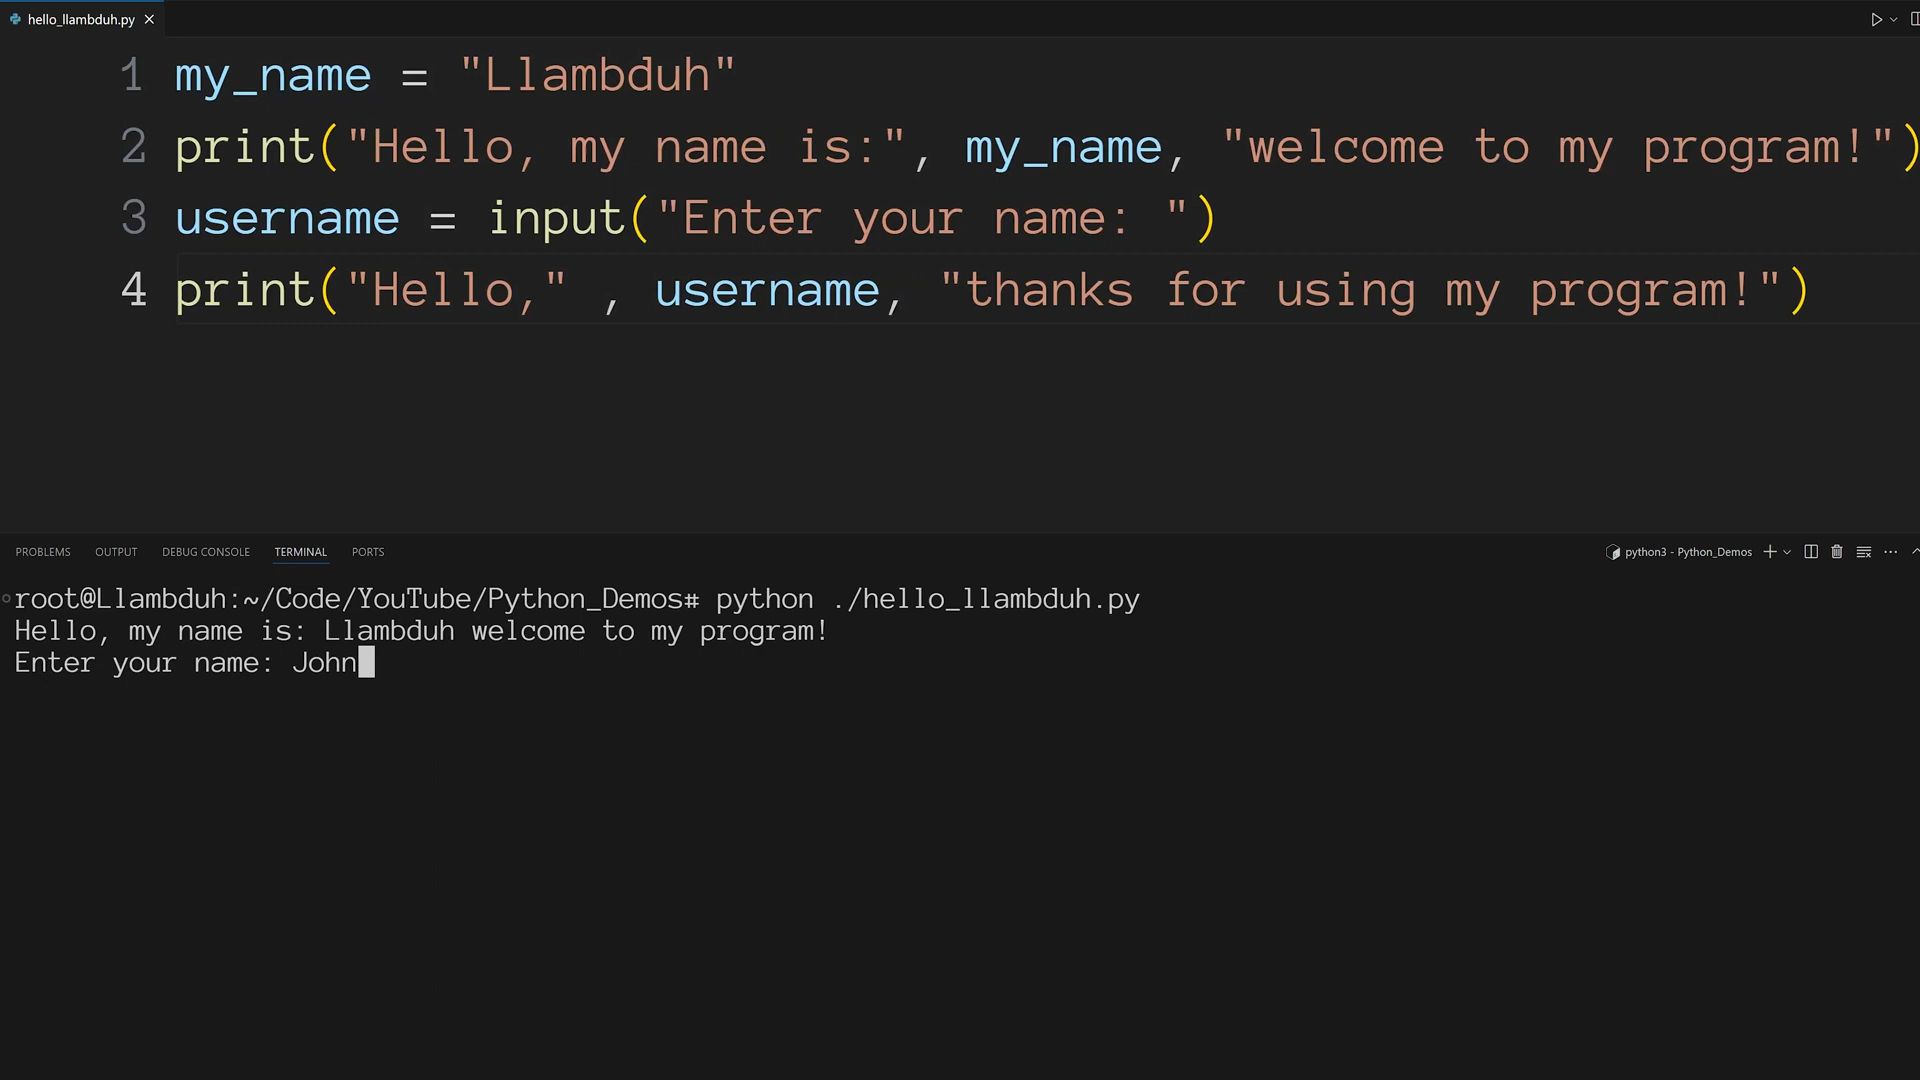 hello_llambduh.py
1 my_name = "Llambduh"
2 print("Hello, my name is:", my_name, "welcome to my program!")
3 username = input("Enter your name: ")
4 print("Hello," , username, "thanks for using my program!")
PROBLEMS OUTPUT DEBUG CONSOLE TERMINAL PORTS python3 - Python_Demos
root@Llambduh:~/Code/YouTube/Python_Demos# python ./hello_llambduh.py
Hello, my name is: Llambduh welcome to my program!
Enter your name: John